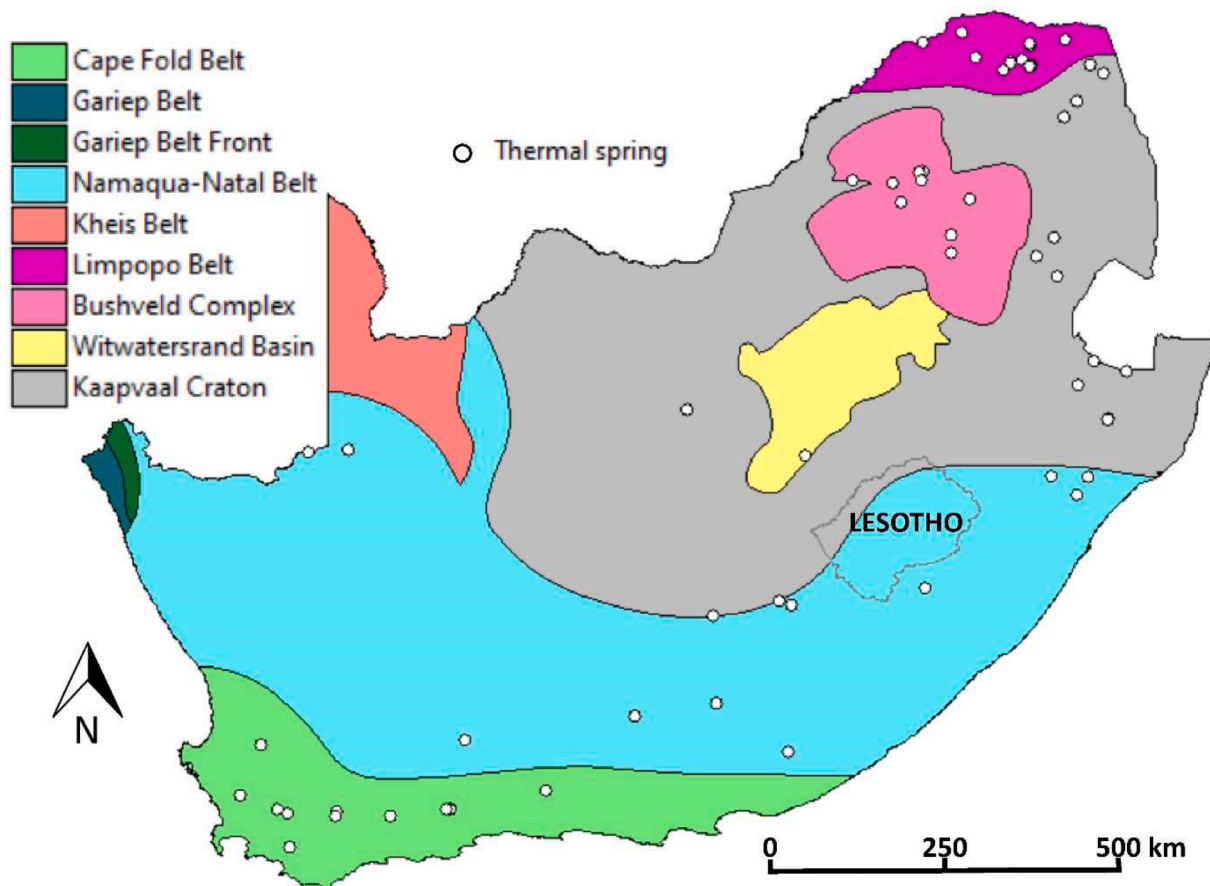 Cape Fold Belt
Gariep Belt
Gariep Belt Front
Namaqua-Natal Belt
Kheis Belt
Limpopo Belt
Bushveld Complex
Witwatersrand Basin
Kaapvaal Craton
Thermal spring
LESOTHO
N
0 250 500 km